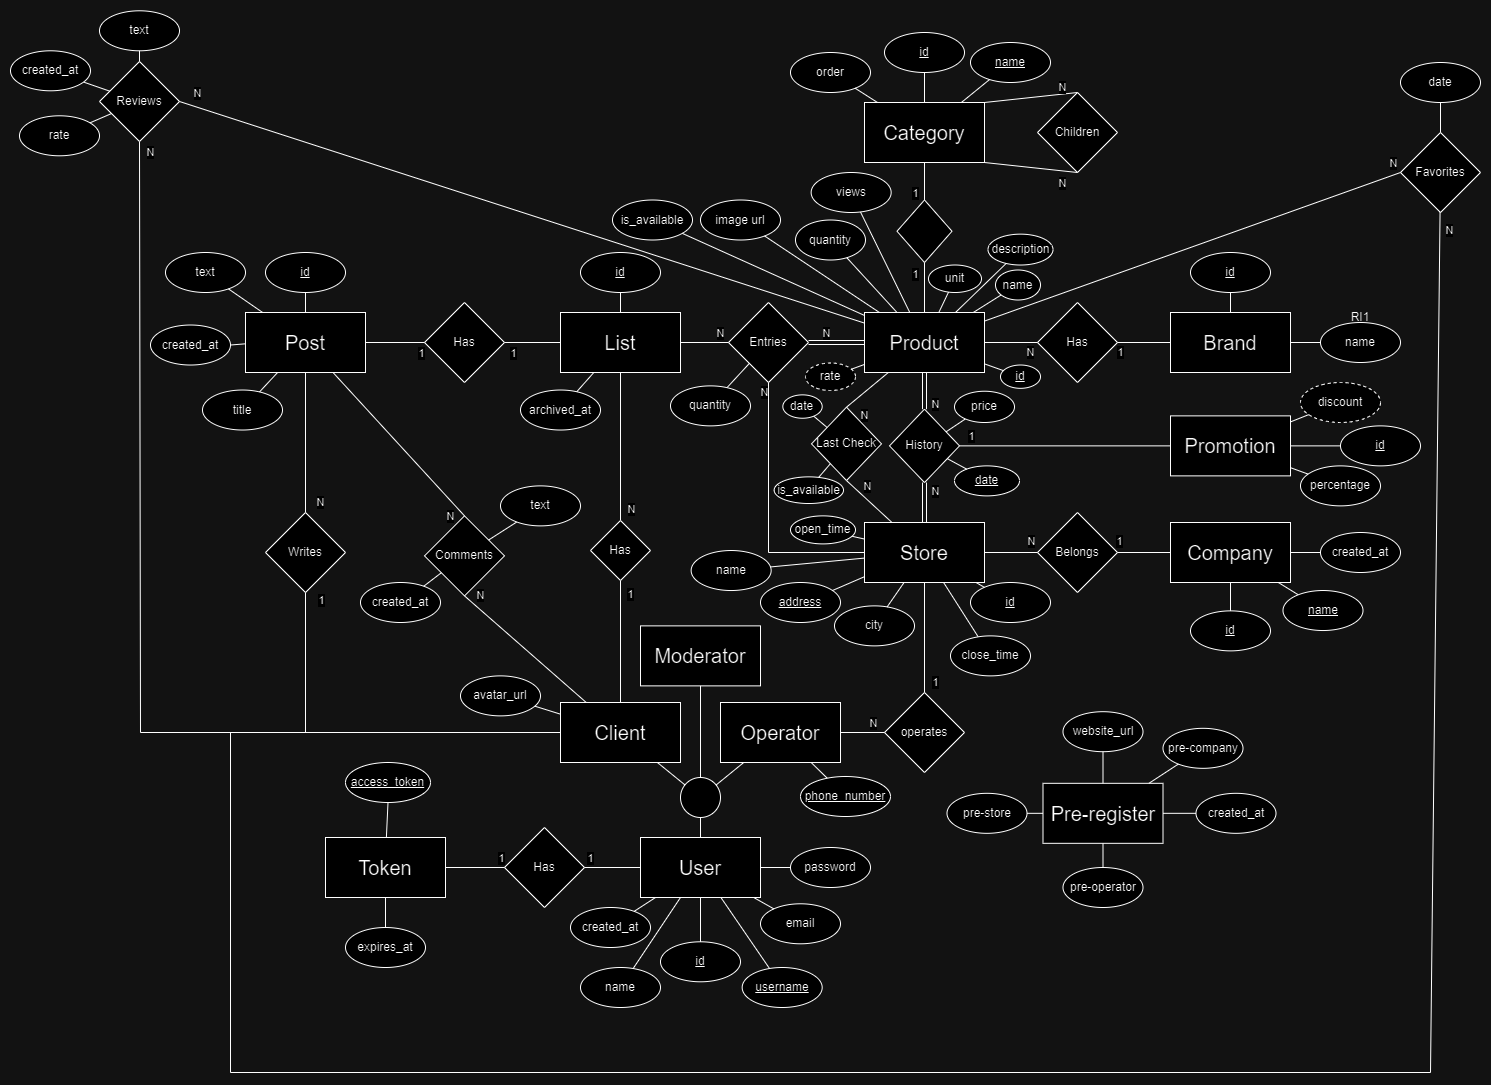 text
created_at
Reviews
rate
N
N
id
order
name
Category
N
Children
N
date
N
Favorites
N
views
1
is_available
image url
quantity
description
1
unit
name
text
id
id
id
Post
created_at
title
1
Has
1
List
archived_at
N
Entries
N
quantity
N
Product
rate
id
N
Has
1
Brand
RI1
name
date
N
Last Check
is_available
N
N
price
History
1
date
N
discount
Promotion
id
percentage
N
Writes
1
N
text
Comments
created_at
N
N
Has
1
open_time
name
Store
address
city
id
close_time
N
Belongs
1
Company
created_at
name
id
Moderator
1
avatar_url
Client
Operator
N
operates
phone_number
website_url
pre-company
pre-store
Pre-register
created_at
pre-operator
access_token
Token
1
Has
1
User
password
expires_at
created_at
email
id
name
username